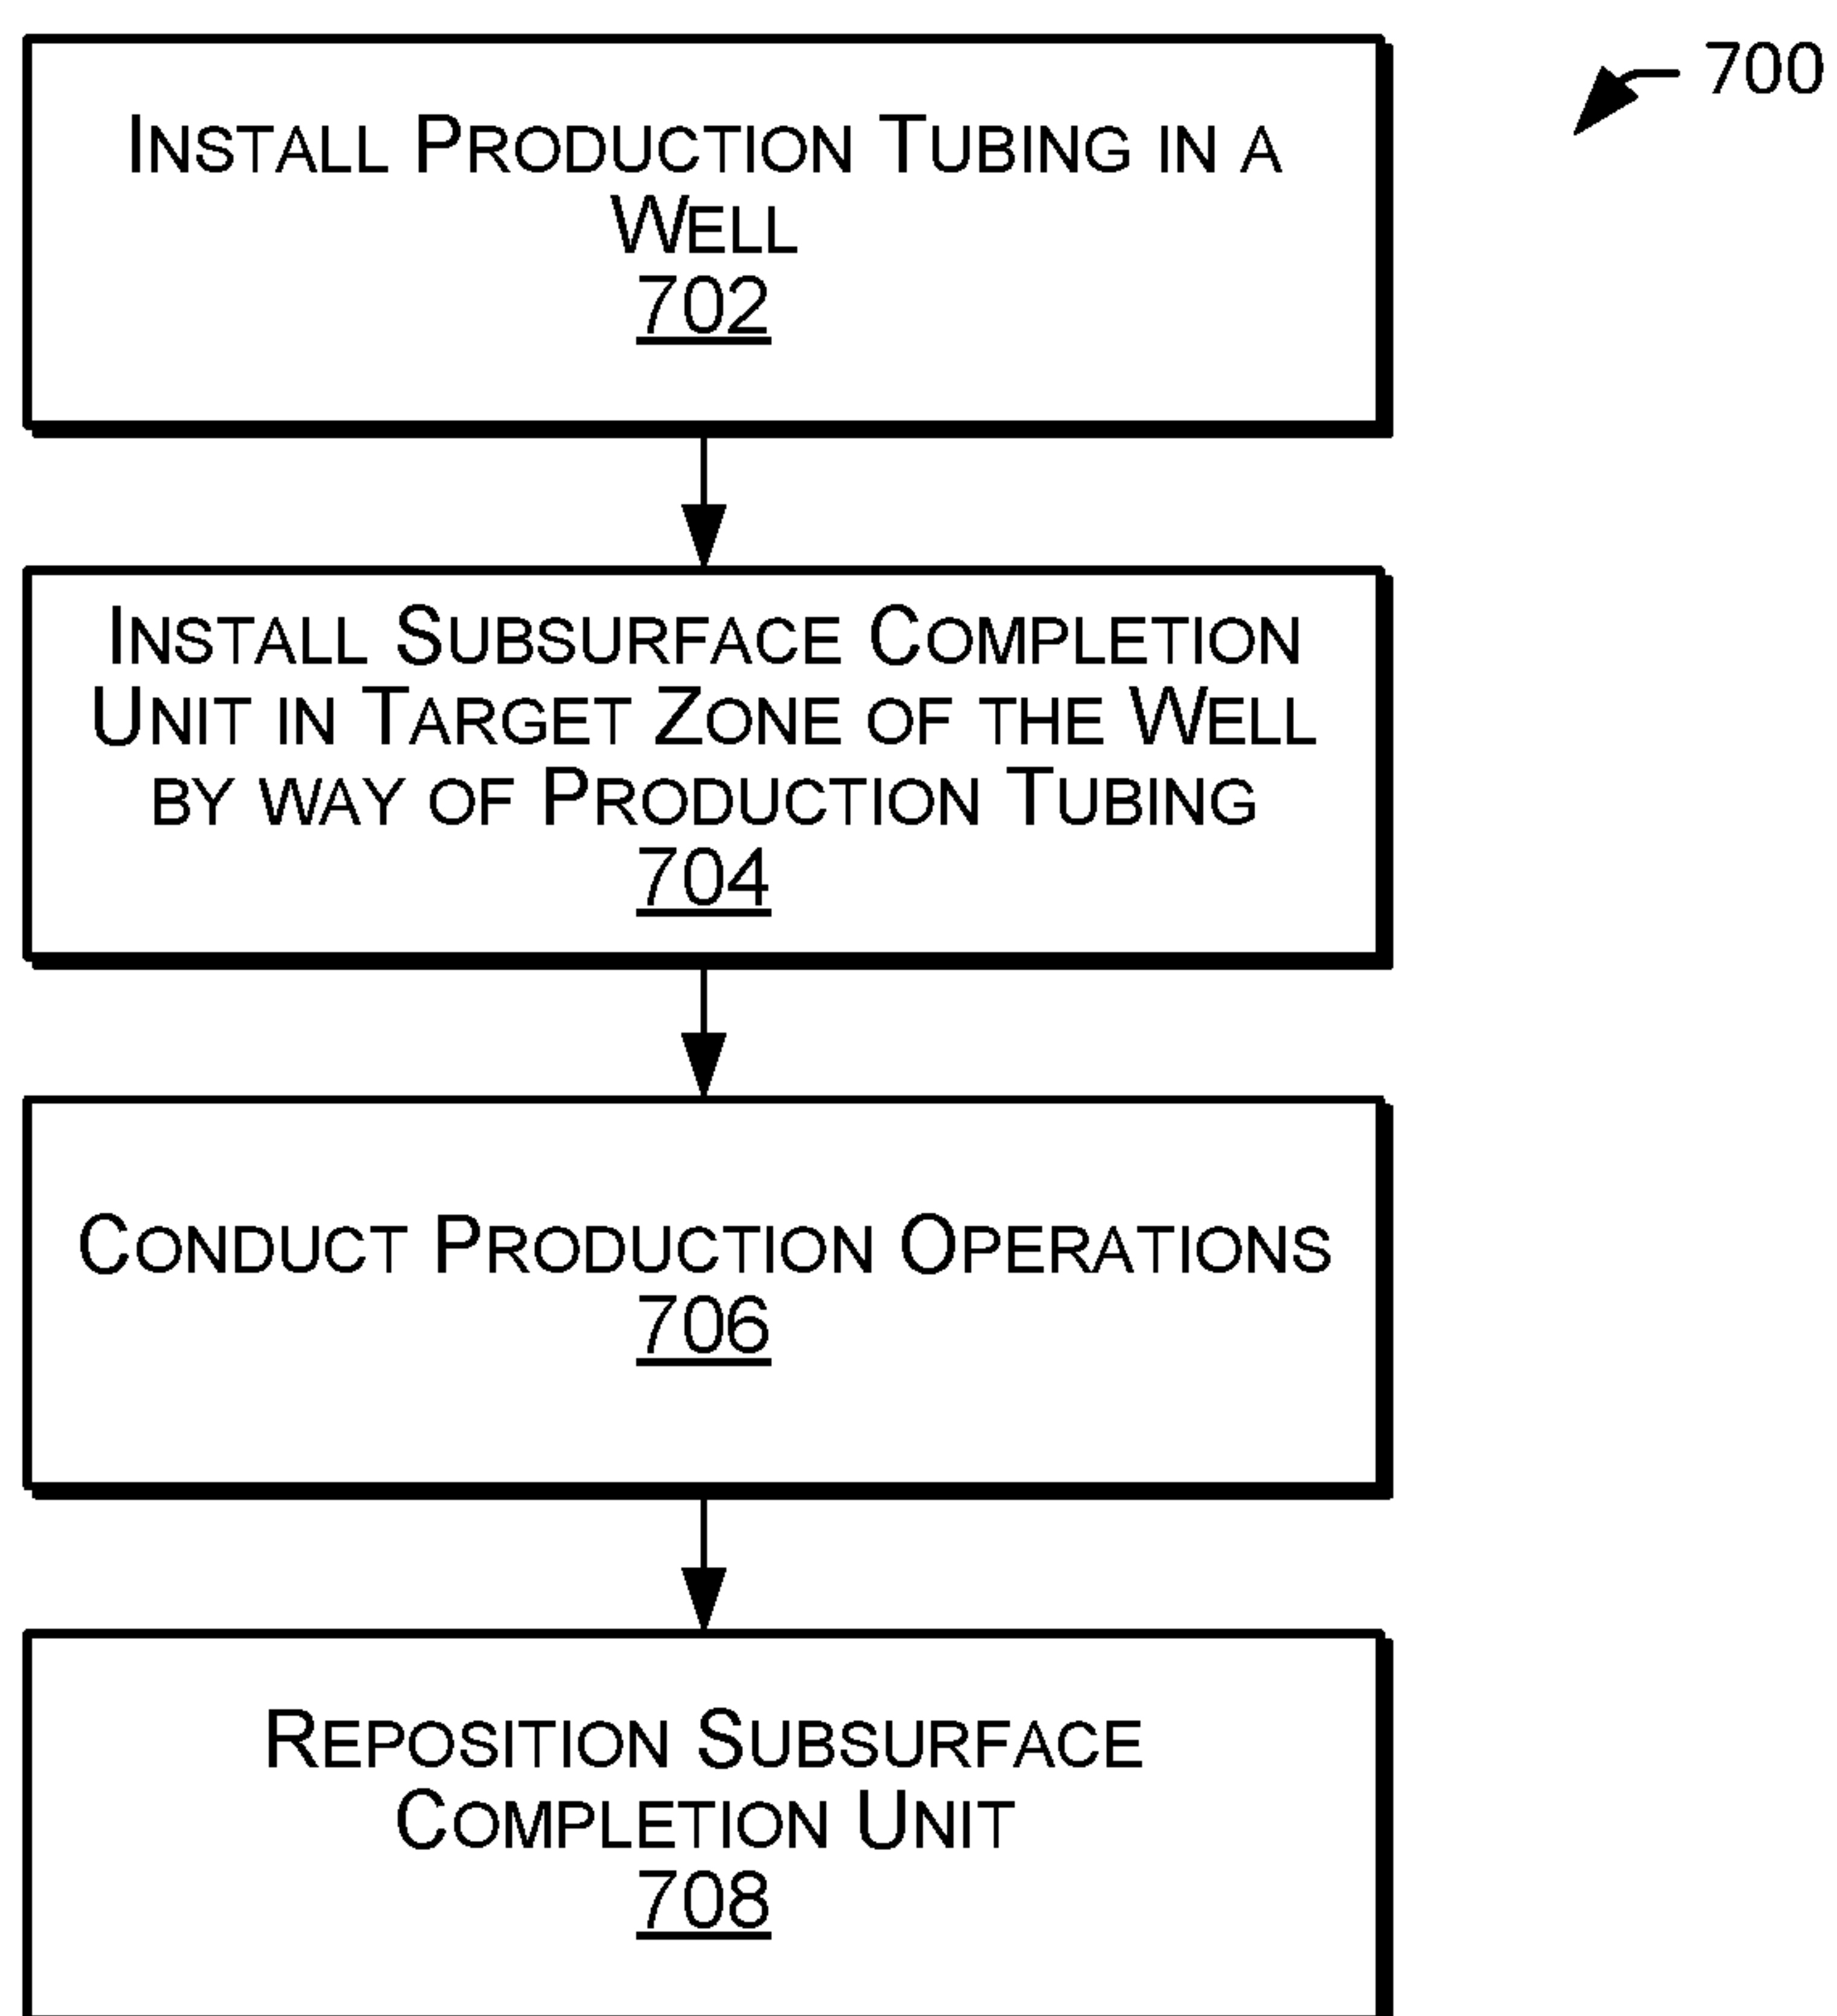 700
INSTALL PRODUCTION TUBING IN A
WELL
702
INSTALL SUBSURFACE COMPLETION
UNIT IN TARGET ZONE OF THE WELL
BY WAY OF PRODUCTION TUBING
704
CONDUCT PRODUCTION OPERATIONS
706
REPOSITION SUBSURFACE
COMPLETION UNIT
708